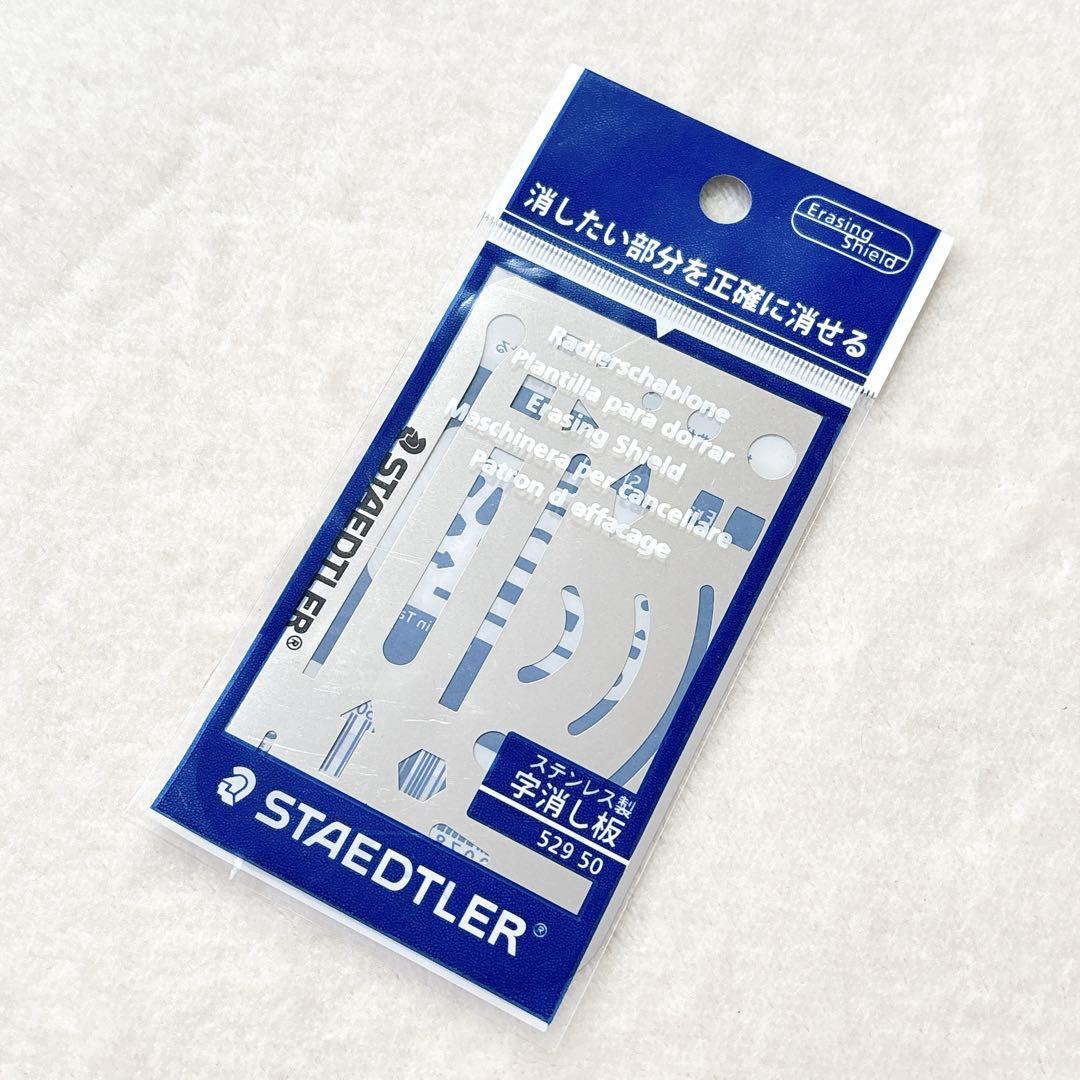 消したい部分を正確に消せる
Erasing
Shield
Radierschablone
Plantilla para dorrar
Erasing Shield
Maschinera per cancellare
Patron d'effaçage
STAEDTLER®
ステンレス製
字消し板
529 50
STAEDTLER®